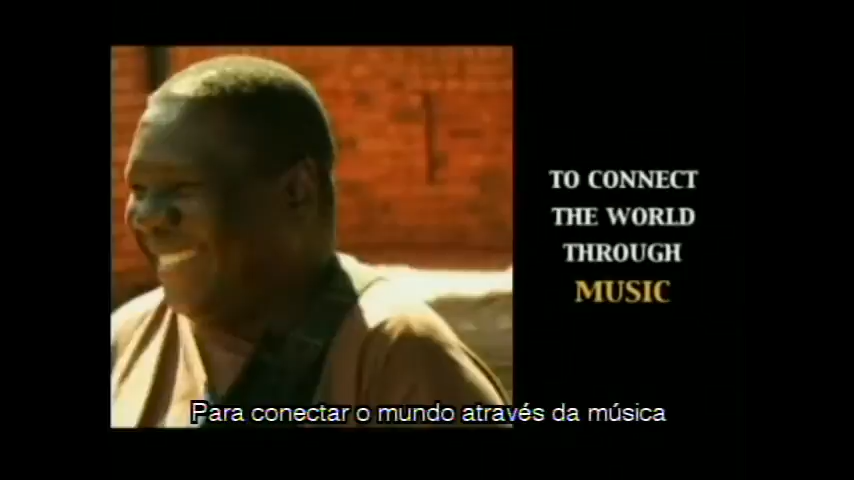 TO CONNECT
THE WORLD
THROUGH
MUSIC
Para conectar o mundo através da música